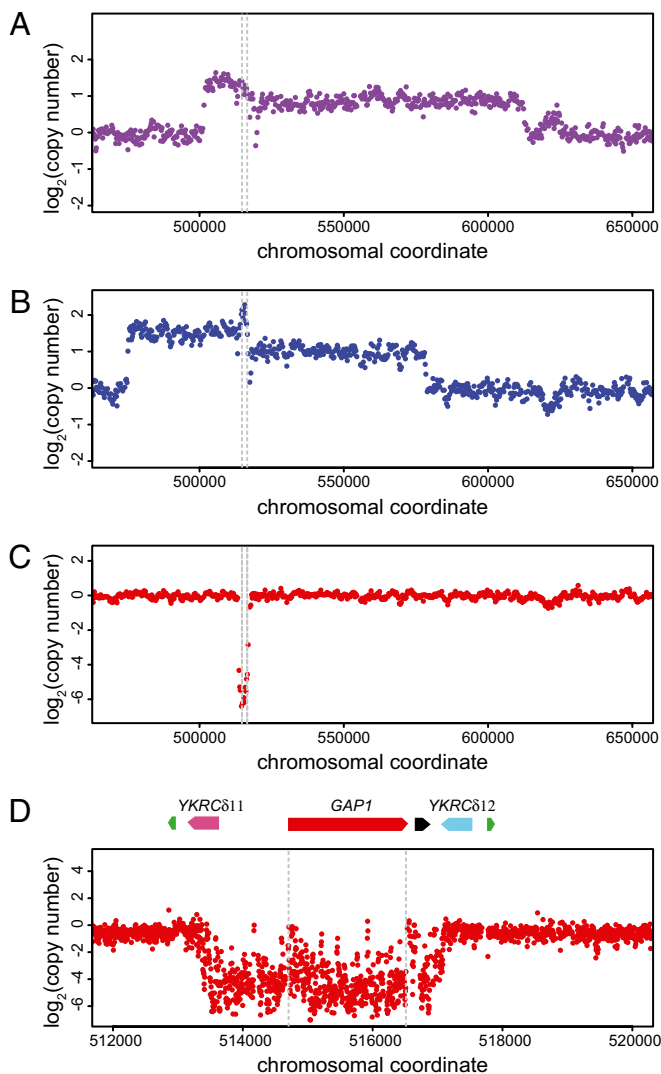 A
log2(copy number)
2
1
0
-1
-2
500000 550000 600000 650000
chromosomal coordinate
B
log2(copy number)
2
1
0
-1
-2
500000 550000 600000 650000
chromosomal coordinate
C
log2(copy number)
2
0
-2
-4
-6
500000 550000 600000 650000
chromosomal coordinate
D
YKRCδ11 GAP1 YKRCδ12
log2(copy number)
4
2
0
-2
-4
-6
512000 514000 516000 518000 520000
chromosomal coordinate